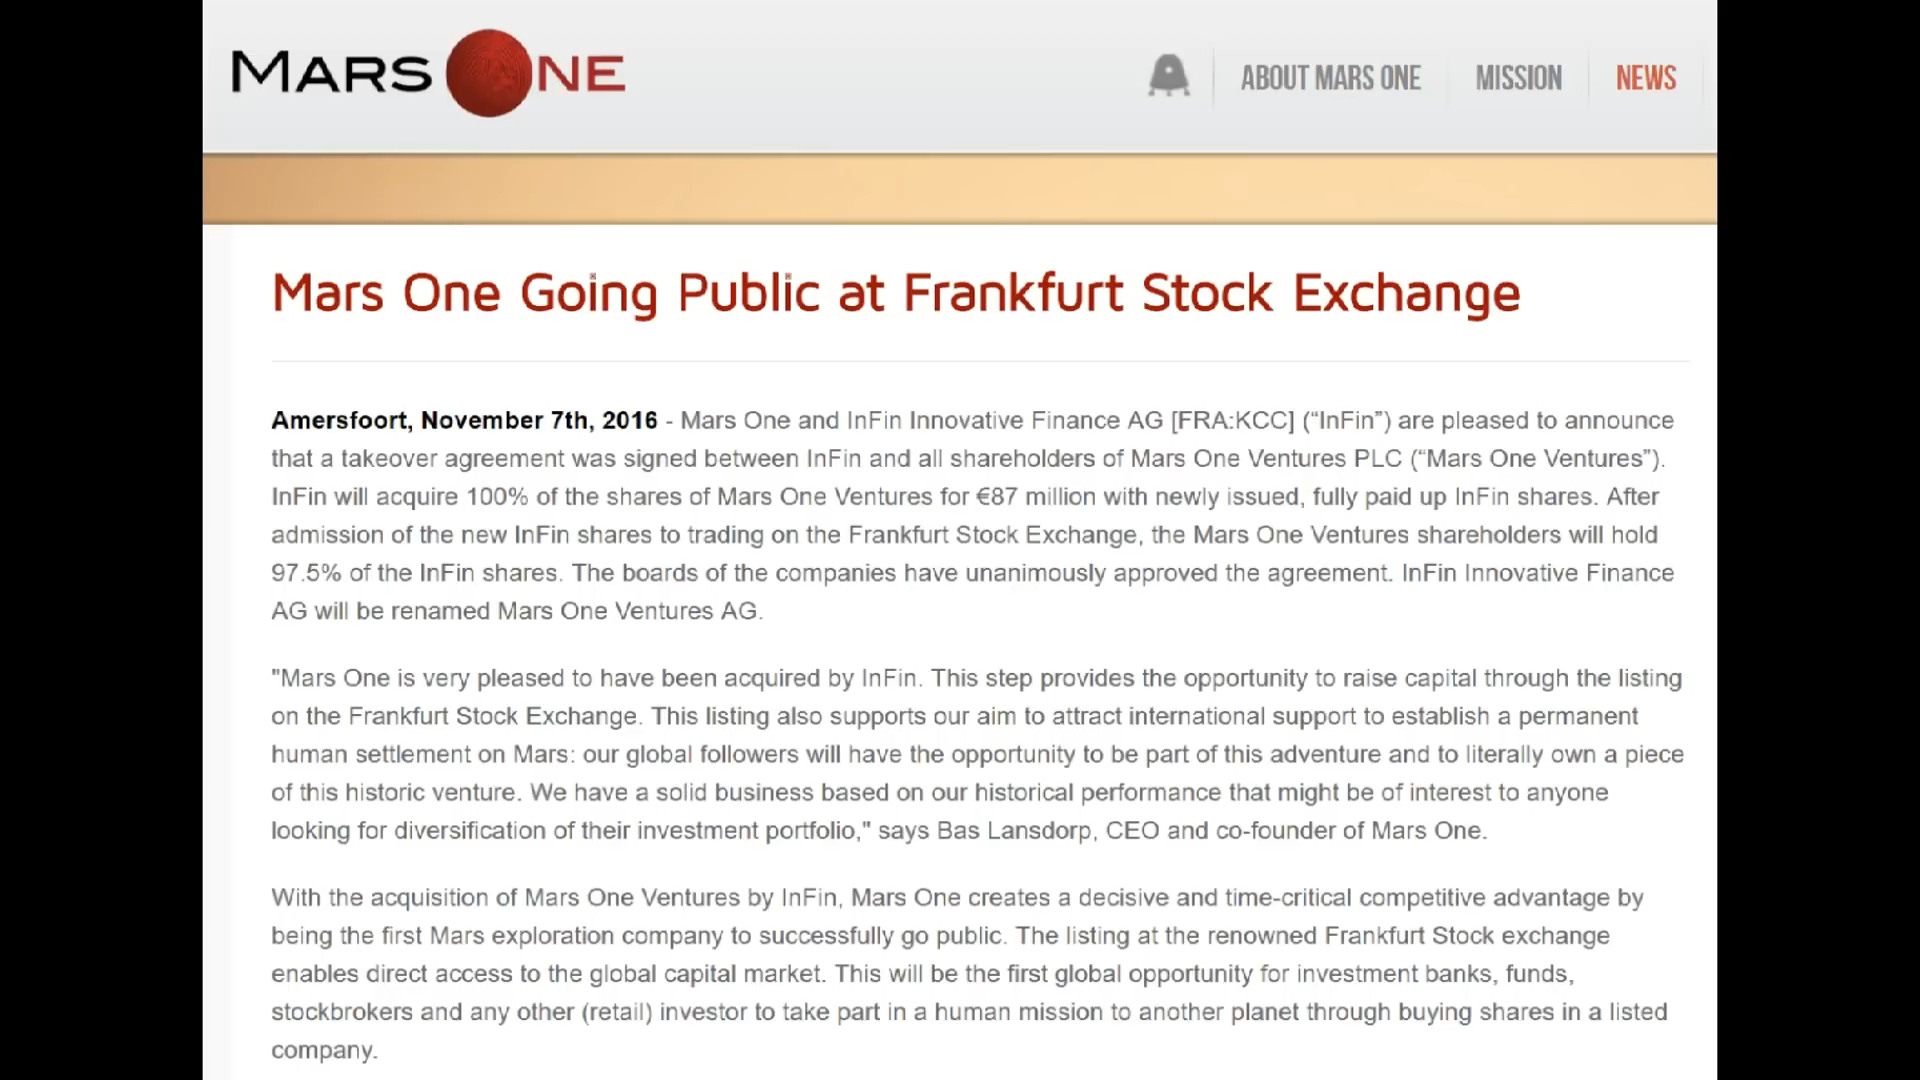 MARS ONE
ABOUT MARS ONE
MISSION
NEWS
Mars One Going Public at Frankfurt Stock Exchange
Amersfoort, November 7th, 2016 - Mars One and InFin Innovative Finance AG [FRA:KCC] (“InFin”) are pleased to announce
that a takeover agreement was signed between InFin and all shareholders of Mars One Ventures PLC (“Mars One Ventures”).
InFin will acquire 100% of the shares of Mars One Ventures for €87 million with newly issued, fully paid up InFin shares. After
admission of the new InFin shares to trading on the Frankfurt Stock Exchange, the Mars One Ventures shareholders will hold
97.5% of the InFin shares. The boards of the companies have unanimously approved the agreement. InFin Innovative Finance
AG will be renamed Mars One Ventures AG.
"Mars One is very pleased to have been acquired by InFin. This step provides the opportunity to raise capital through the listing
on the Frankfurt Stock Exchange. This listing also supports our aim to attract international support to establish a permanent
human settlement on Mars: our global followers will have the opportunity to be part of this adventure and to literally own a piece
of this historic venture. We have a solid business based on our historical performance that might be of interest to anyone
looking for diversification of their investment portfolio," says Bas Lansdorp, CEO and co-founder of Mars One.
With the acquisition of Mars One Ventures by InFin, Mars One creates a decisive and time-critical competitive advantage by
being the first Mars exploration company to successfully go public. The listing at the renowned Frankfurt Stock exchange
enables direct access to the global capital market. This will be the first global opportunity for investment banks, funds,
stockbrokers and any other (retail) investor to take part in a human mission to another planet through buying shares in a listed
company.